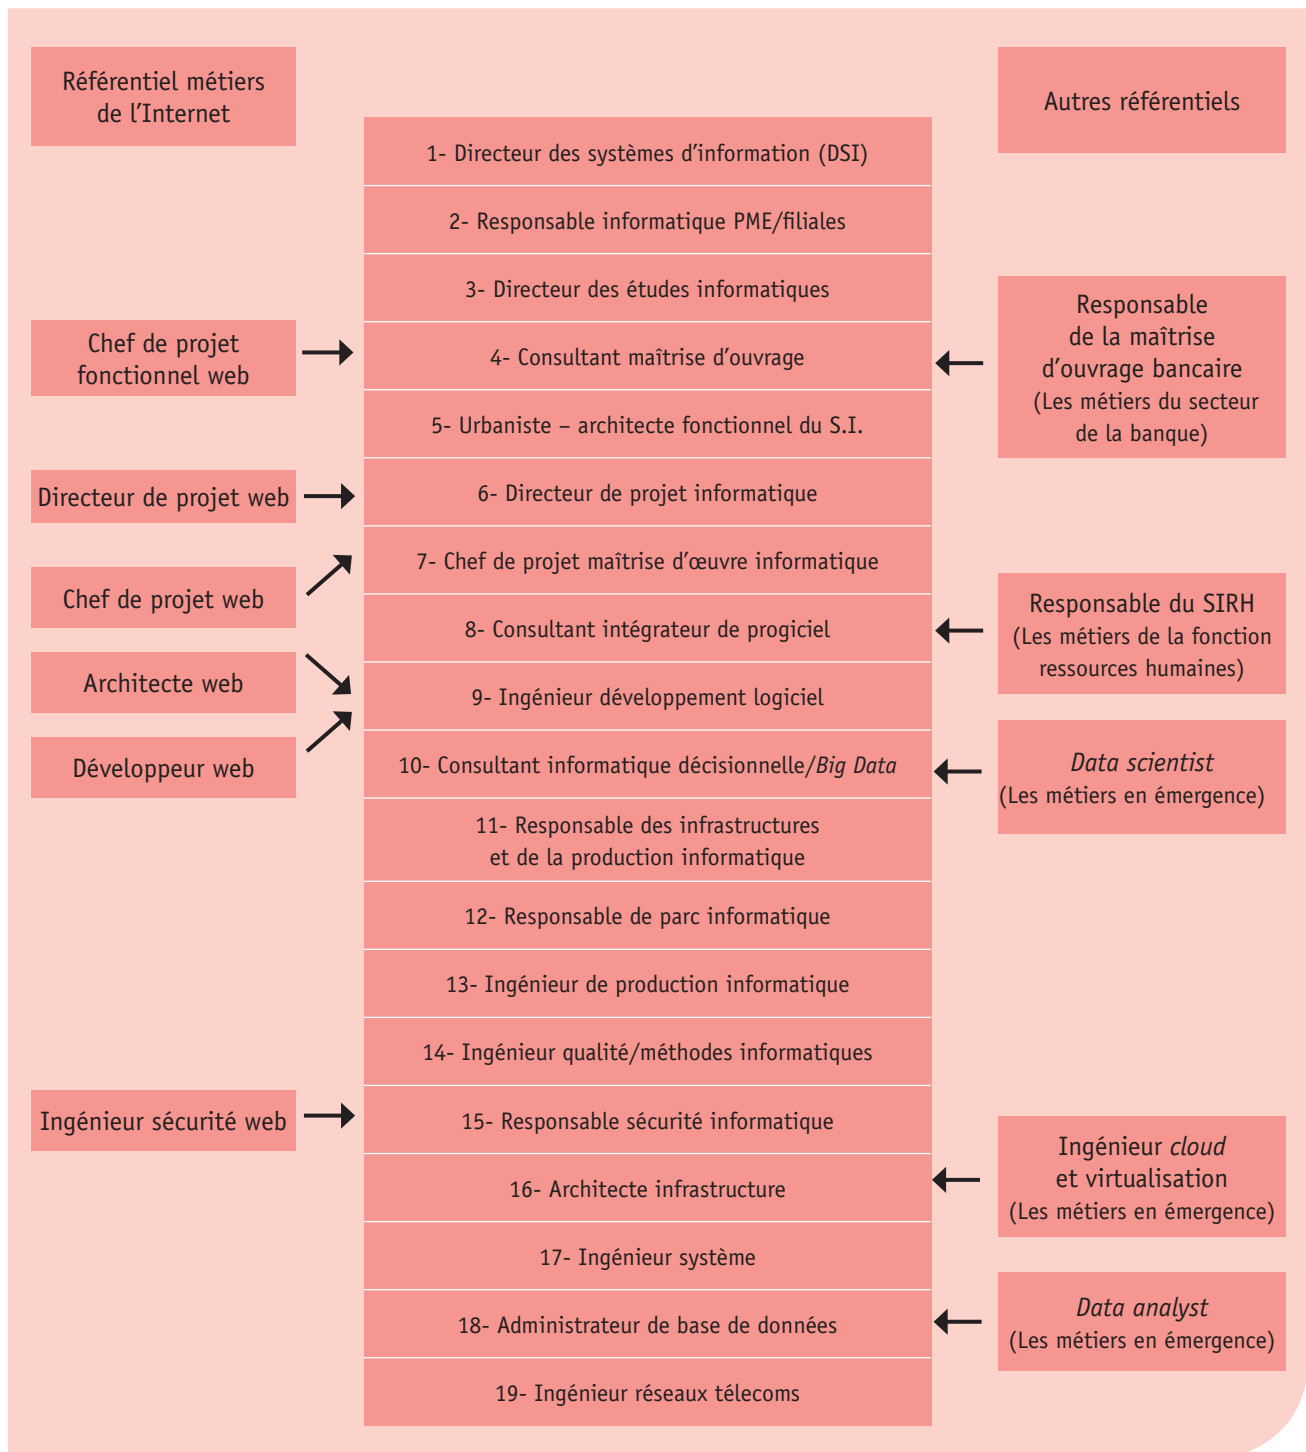 Référentiel métiers
de l'Internet
Autres référentiels
1- Directeur des systèmes d'information (DSI)
2- Responsable informatique PME/filiales
3- Directeur des études informatiques
4- Consultant maîtrise d'ouvrage
5- Urbaniste – architecte fonctionnel du S.I.
6- Directeur de projet informatique
7- Chef de projet maîtrise d'œuvre informatique
8- Consultant intégrateur de progiciel
9- Ingénieur développement logiciel
10- Consultant informatique décisionnelle/Big Data
11- Responsable des infrastructures
et de la production informatique
12- Responsable de parc informatique
13- Ingénieur de production informatique
14- Ingénieur qualité/méthodes informatiques
15- Responsable sécurité informatique
16- Architecte infrastructure
17- Ingénieur système
18- Administrateur de base de données
19- Ingénieur réseaux télecoms
Chef de projet
fonctionnel web
Directeur de projet web
Chef de projet web
Architecte web
Développeur web
Ingénieur sécurité web
Responsable
de la maîtrise
d'ouvrage bancaire
(Les métiers du secteur
de la banque)
Responsable du SIRH
(Les métiers de la fonction
ressources humaines)
Data scientist
(Les métiers en émergence)
Ingénieur cloud
et virtualisation
(Les métiers en émergence)
Data analyst
(Les métiers en émergence)